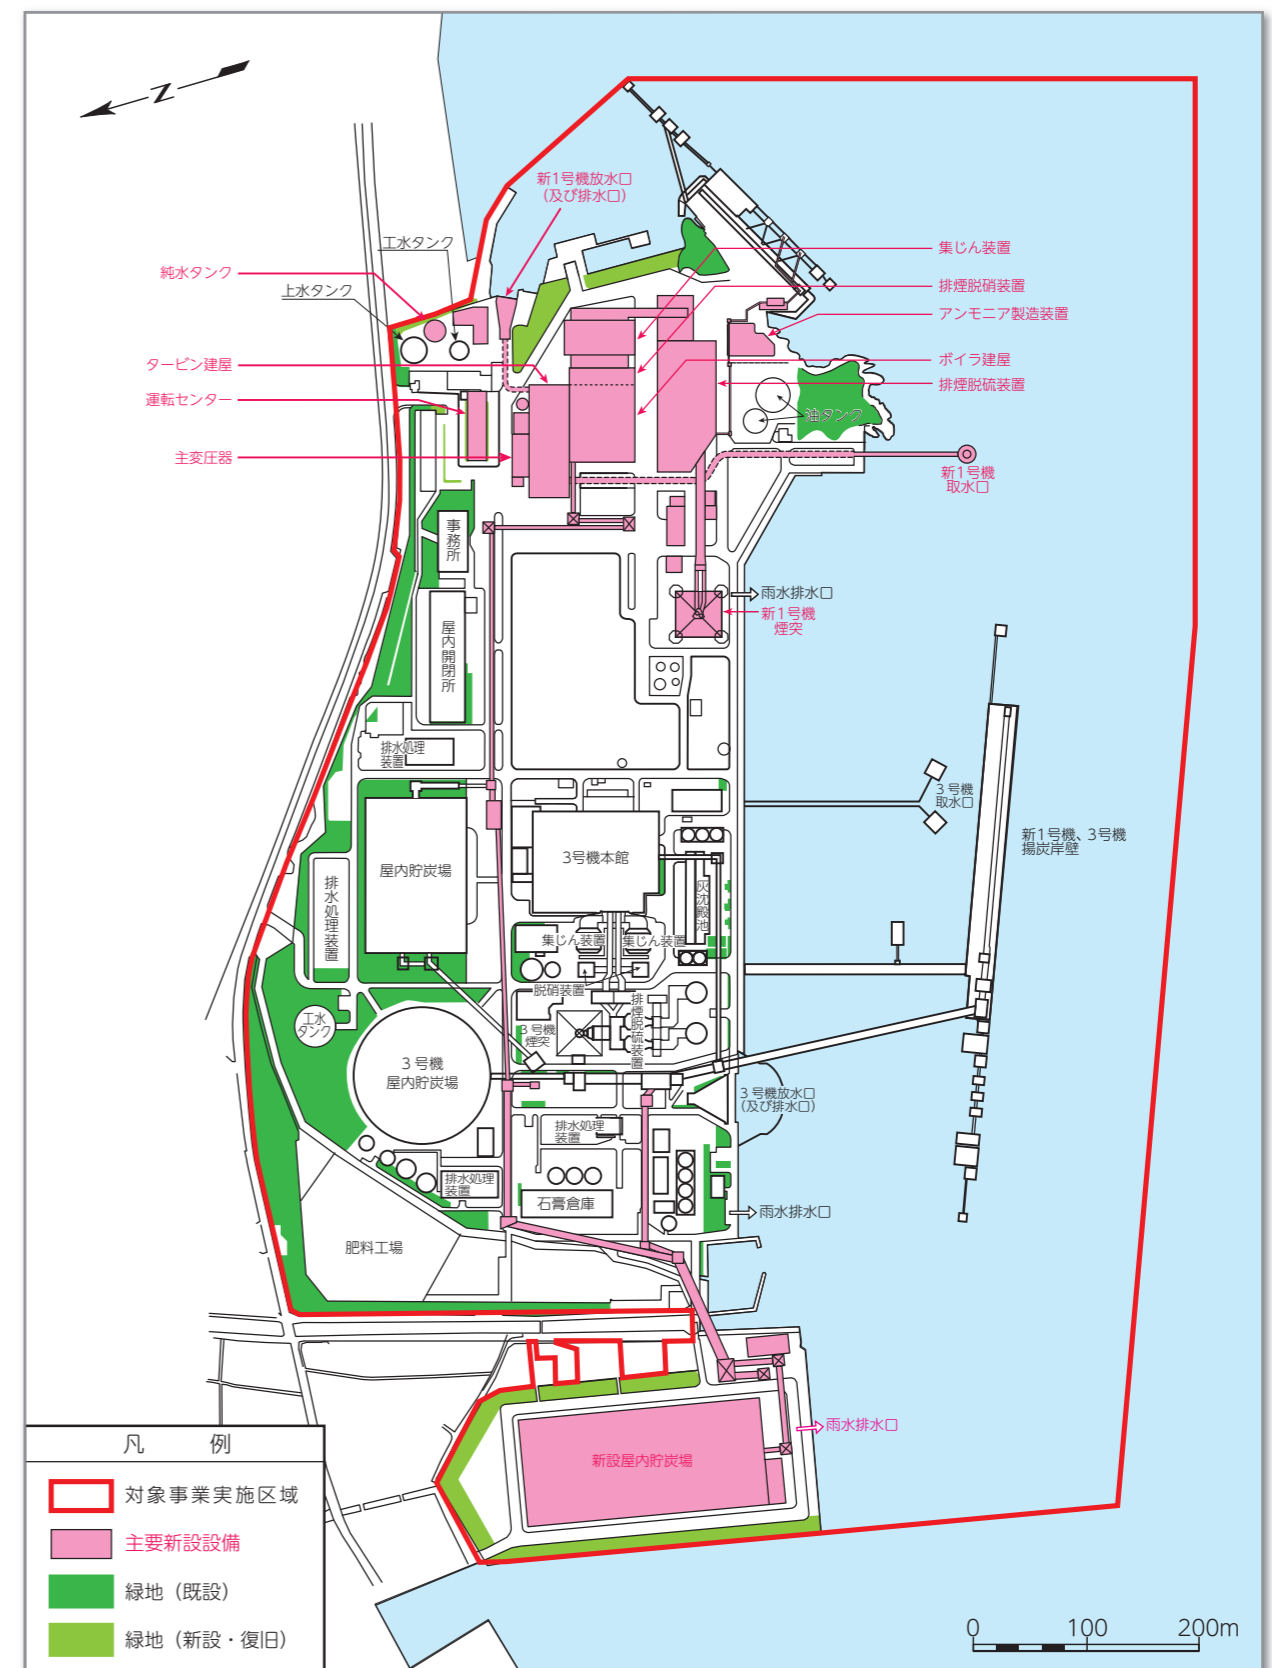 N
新1号機放水口
(及び排水口)
工水タンク
純水タンク
上水タンク
タービン建屋
運転センター
主変圧器
集じん装置
排煙脱硝装置
アンモニア製造装置
ボイラ建屋
排煙脱硫装置
油タンク
新1号機
取水口
事務所
屋内開閉所
雨水排水口
新1号機
煙突
排水処理
装置
3号機
取水口
新1号機、3号機
揚炭岸壁
屋内貯炭場
3号機本館
灰沈殿池
排水処理装置
集じん装置
集じん装置
脱硝装置
排煙脱硫装置
工水
タンク
3号機
煙突
3号機
屋内貯炭場
3号機放水口
(及び排水口)
排水処理
装置
排水処理
装置
石膏倉庫
雨水排水口
肥料工場
雨水排水口
新設屋内貯炭場
凡 例
対象事業実施区域
主要新設設備
緑地（既設）
緑地（新設・復旧）
0 100 200m